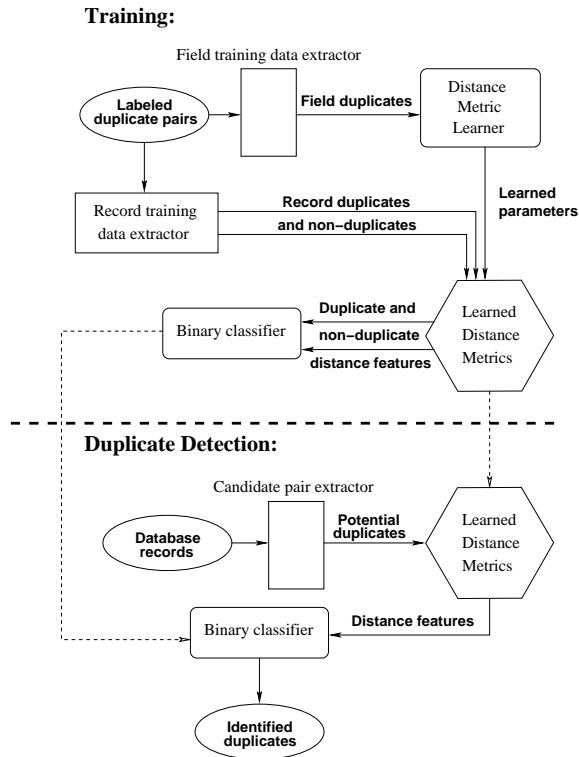 Training:
Field training data extractor
Labeled
duplicate pairs
Field duplicates
Distance
Metric
Learner
Record training
data extractor
Record duplicates
and non−duplicates
Learned
parameters
Binary classifier
Duplicate and
non−duplicate
distance features
Learned
Distance
Metrics
Duplicate Detection:
Candidate pair extractor
Database
records
Potential
duplicates
Learned
Distance
Metrics
Binary classifier
Distance features
Identified
duplicates